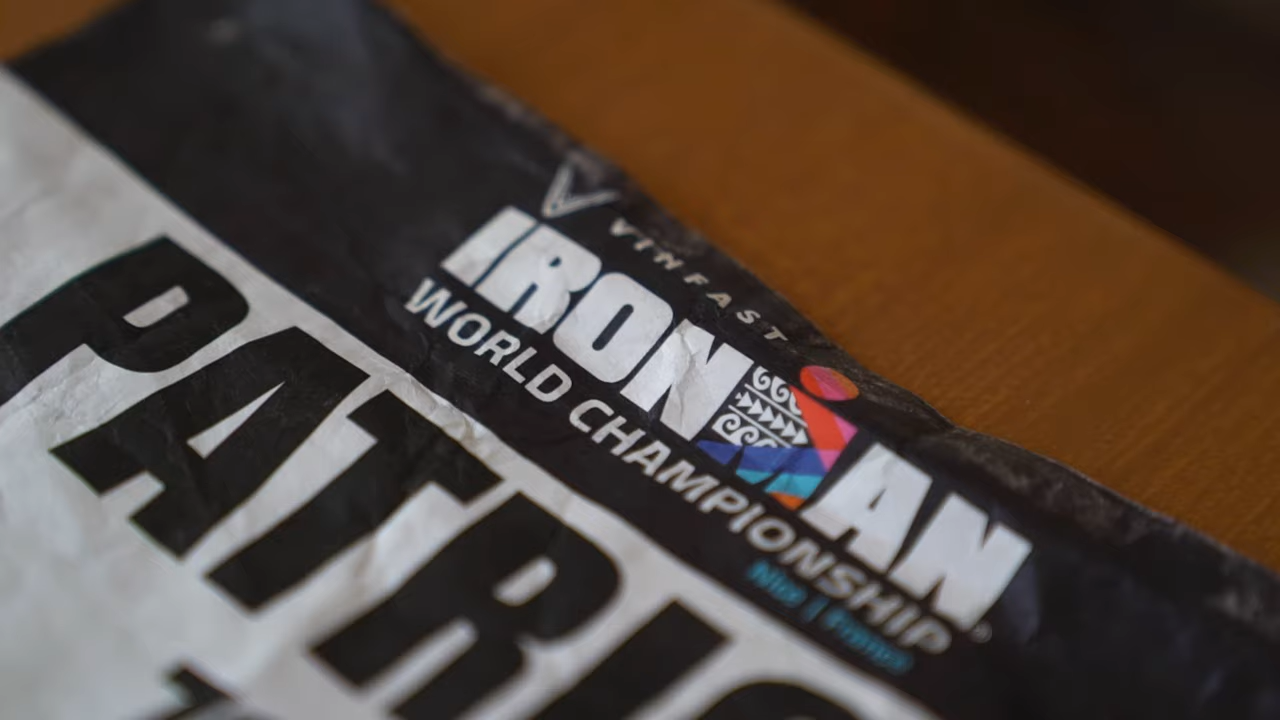 VINFAST
IRONMAN
WORLD CHAMPIONSHIP
Nice | France
PATRIC